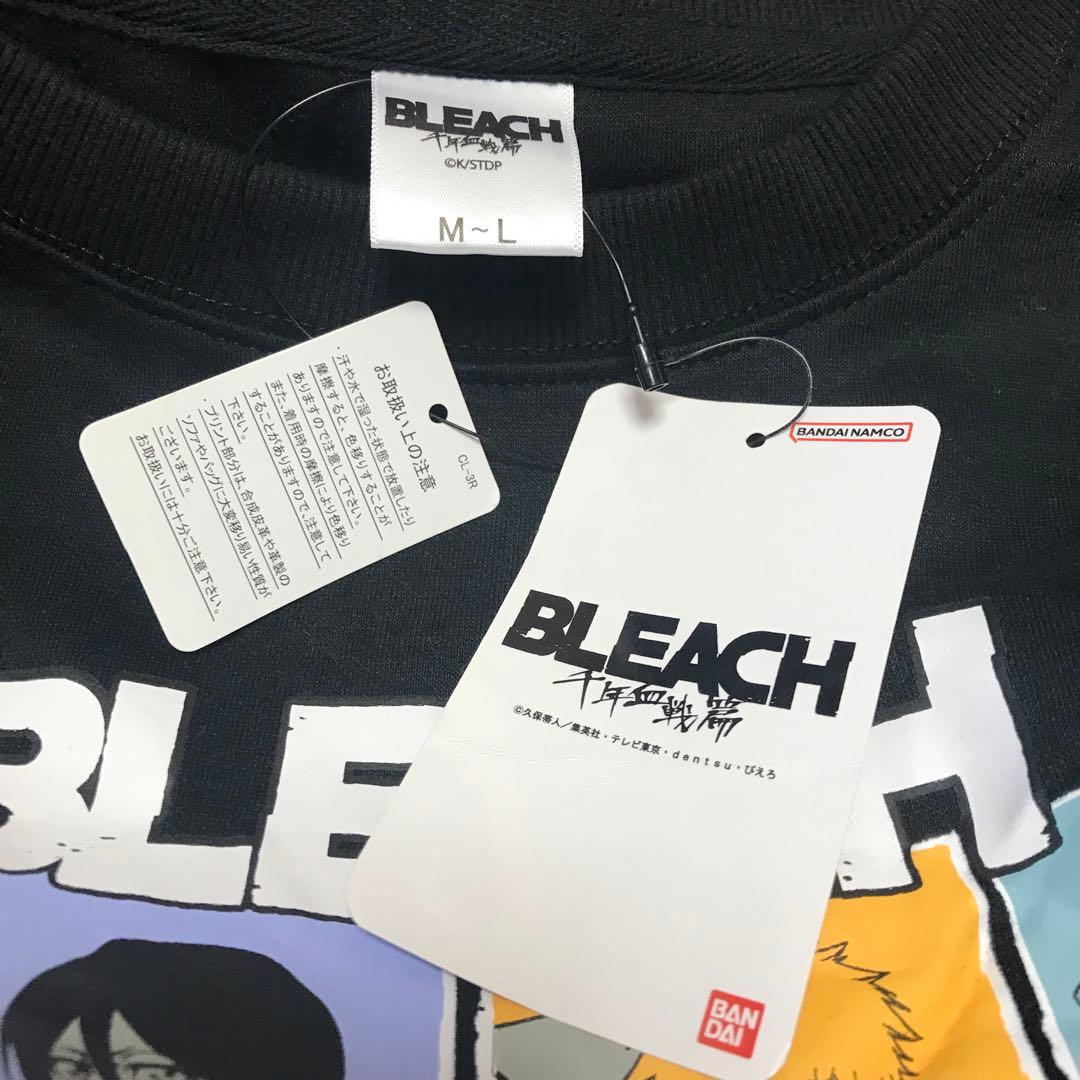 BLEACH
千年血戦篇
©K/STDP
M~L
お取扱い上の注意
・汗や水で湿った状態で放置したり
摩擦すると、色移りすることが
ありますので注意して下さい。
また、着用時の摩擦により色移り
することがありますので、注意して
下さい。
・プリント部分は、合成皮革や革製の
ソファやバッグに大変移り易い性質が
ございます。
お取扱いには十分ご注意下さい。
CL-3R
BANDAI NAMCO
BLEACH
千年血戦篇
©久保帯人／集英社・テレビ東京・dentsu・ぴえろ
BAN
DAI
BLE H